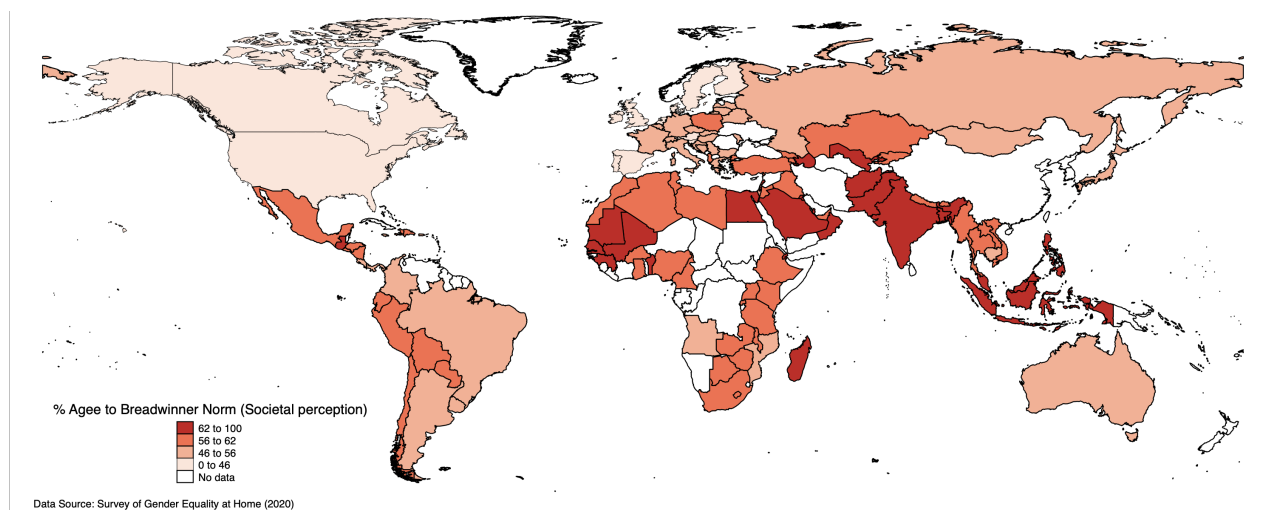 % Agee to Breadwinner Norm (Societal perception)
62 to 100
56 to 62
46 to 56
0 to 46
No data
Data Source: Survey of Gender Equality at Home (2020)